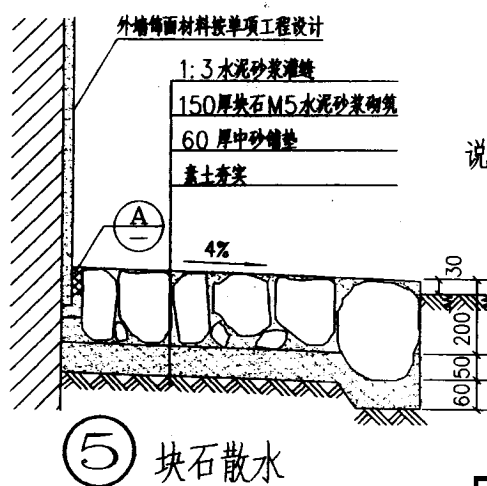 外墙饰面材料按单项工程设计
1:3水泥砂浆灌缝
150厚块石M5水泥砂浆砌筑
60厚中砂铺垫
素土夯实
说
A
4%
30
200
50
60
5 块石散水